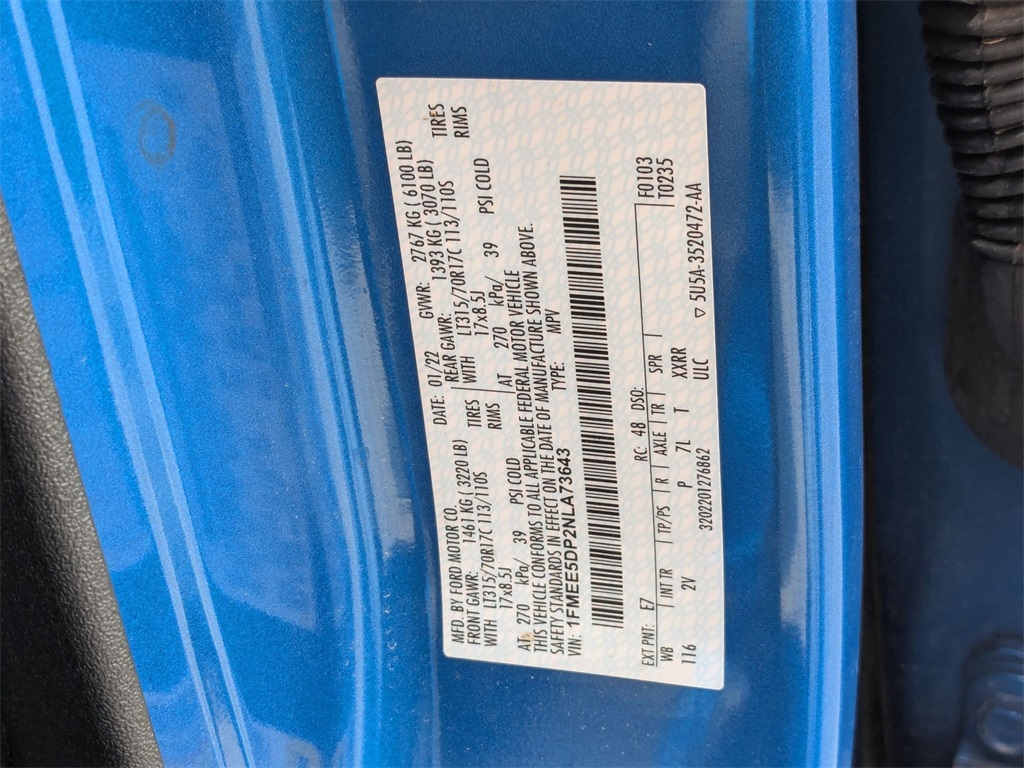 MFD. BY FORD MOTOR CO.
DATE: 01/22 GVWR: 2767 KG ( 6100 LB)
FRONT GAWR: 1461 KG ( 3220 LB) REAR GAWR: 1393 KG ( 3070 LB)
WITH LT315/70R17C 113/110S TIRES WITH LT315/70R17C 113/110S TIRES
17x8.5J RIMS 17x8.5J RIMS
AT 270 kPa/ 39 PSI COLD AT 270 kPa/ 39 PSI COLD
THIS VEHICLE CONFORMS TO ALL APPLICABLE FEDERAL MOTOR VEHICLE
SAFETY STANDARDS IN EFFECT ON THE DATE OF MANUFACTURE SHOWN ABOVE.
VIN: 1FMEE5DP2NLA73643 TYPE: MPV
EXT PNT: E7 RC: 48 DSO: F0103
WB INT TR TP/PS R AXLE TR SPR T0235
116 2V P 7L T XXRR
3202201276862 ULC ▽ 5U5A-3520472-AA